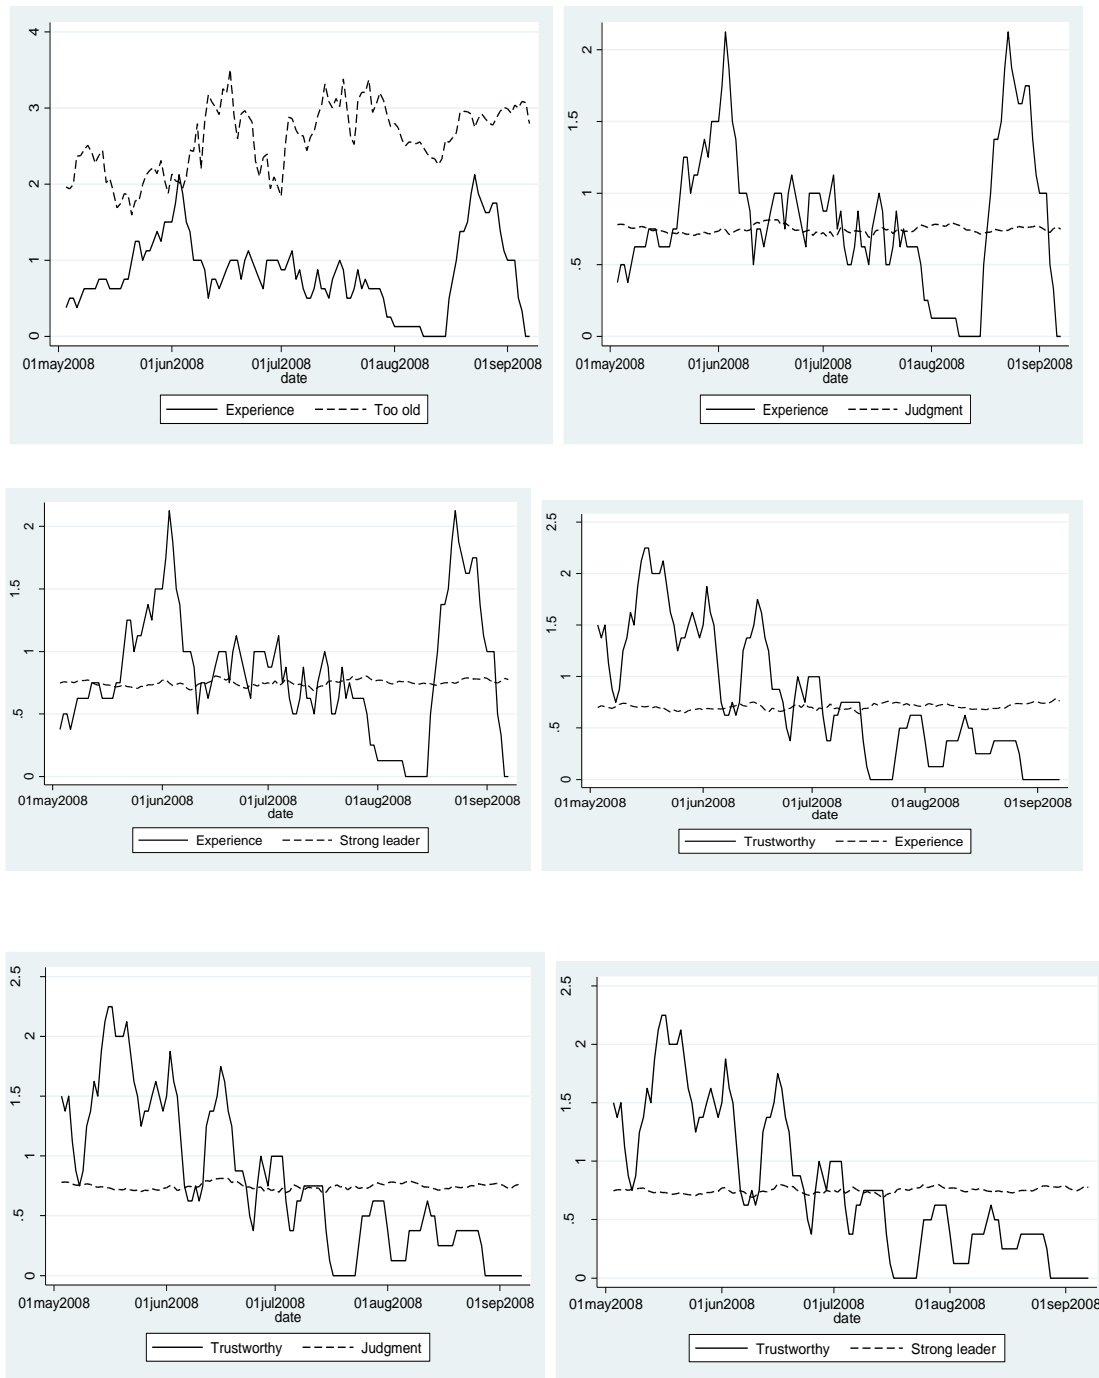 4
3
2
1
0
01may2008 01jun2008 01jul2008 01aug2008 01sep2008
date
Experience Too old
2
1.5
1
.5
0
01may2008 01jun2008 01jul2008 01aug2008 01sep2008
date
Experience Judgment
2
1.5
1
.5
0
01may2008 01jun2008 01jul2008 01aug2008 01sep2008
date
Experience Strong leader
2.5
2
1.5
1
.5
0
01may2008 01jun2008 01jul2008 01aug2008 01sep2008
date
Trustworthy Experience
2.5
2
1.5
1
.5
0
01may2008 01jun2008 01jul2008 01aug2008 01sep2008
date
Trustworthy Judgment
2.5
2
1.5
1
.5
0
01may2008 01jun2008 01jul2008 01aug2008 01sep2008
date
Trustworthy Strong leader